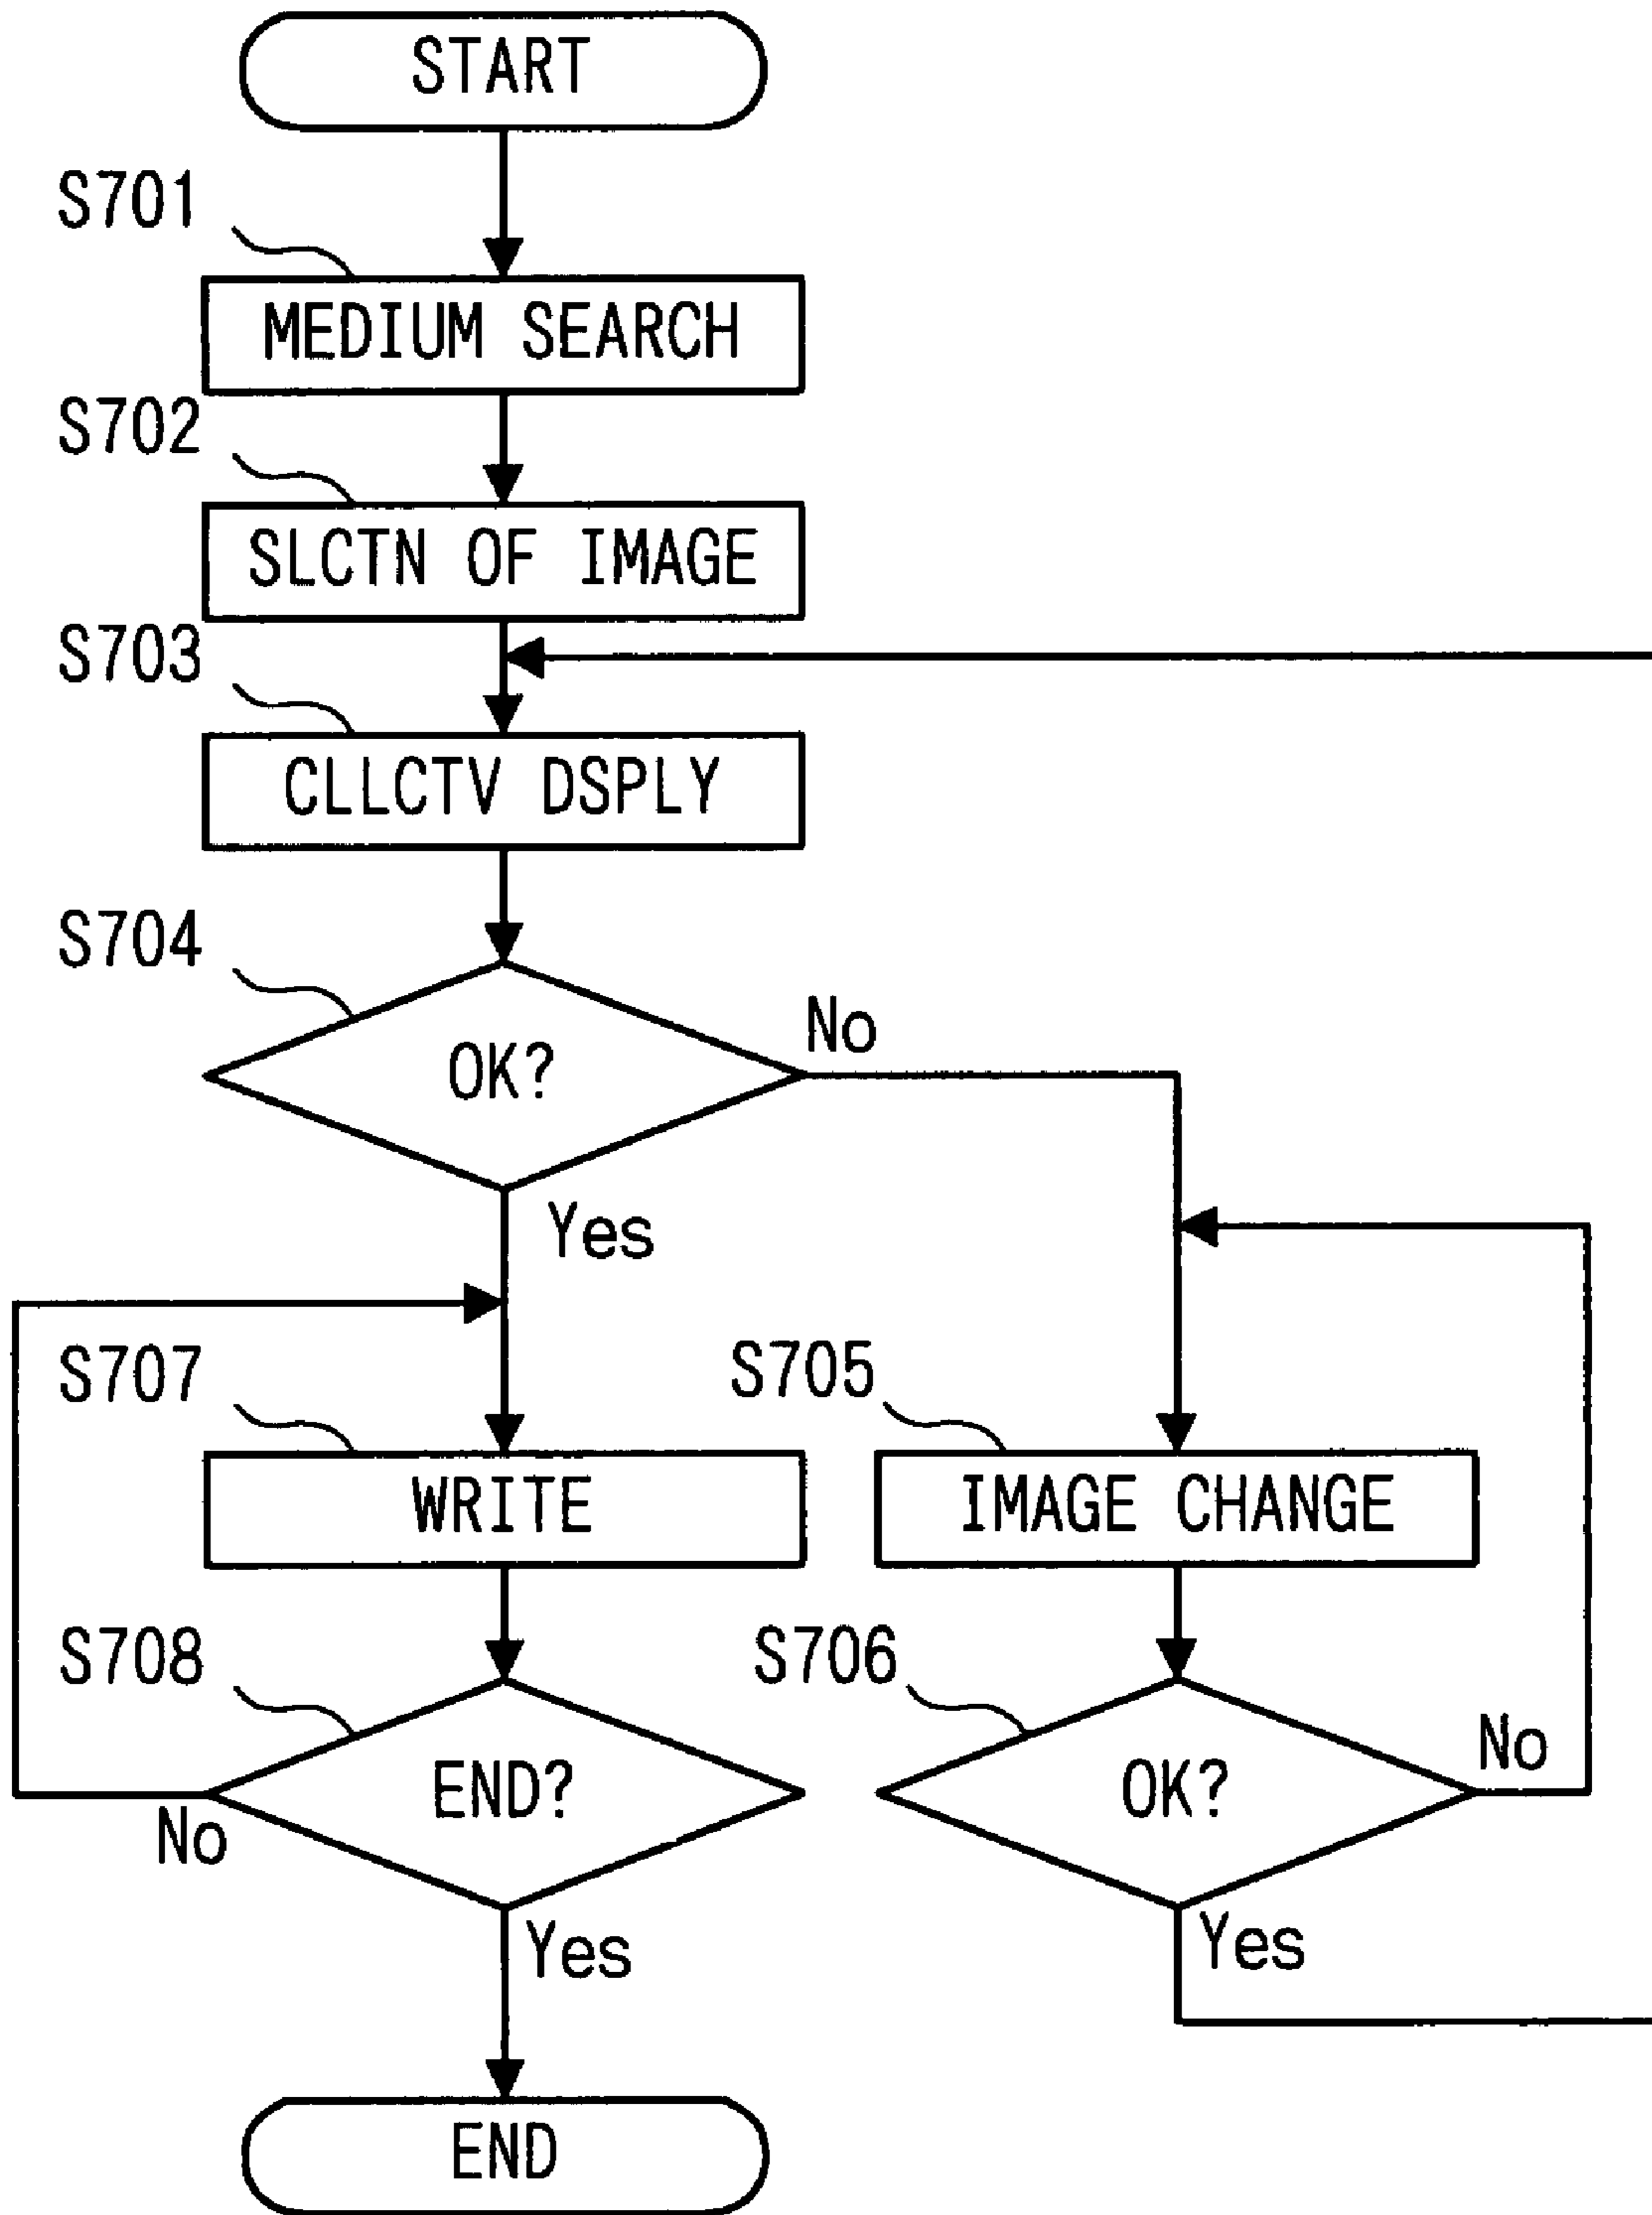 START
S701
MEDIUM SEARCH
S702
SLCTN OF IMAGE
S703
CLLCTV DSPLY
S704
OK?
No
Yes
S707
WRITE
S705
IMAGE CHANGE
S708
END?
No
Yes
S706
OK?
No
Yes
END